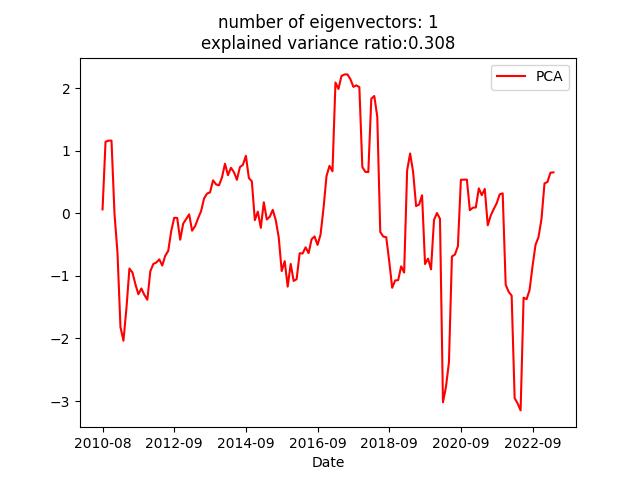 number of eigenvectors: 1
explained variance ratio:0.308
PCA
2
1
0
−1
−2
−3
2010-08 2012-09 2014-09 2016-09 2018-09 2020-09 2022-09
Date